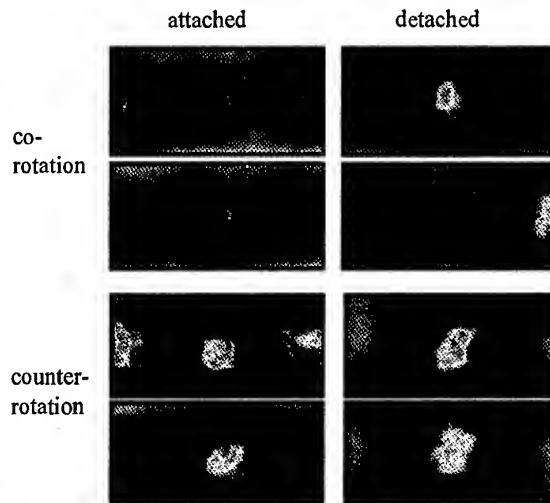 attached detached
co-
rotation
counter-
rotation